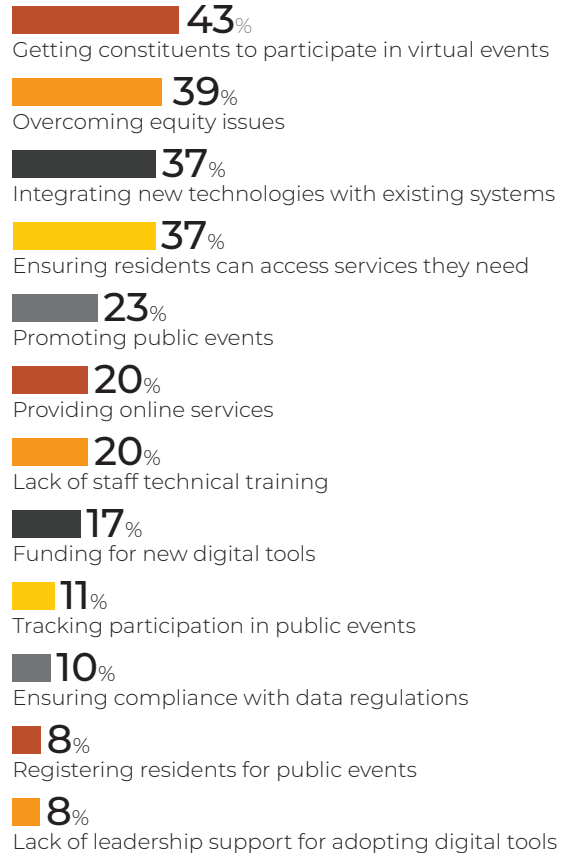 43%
Getting constituents to participate in virtual events
39%
Overcoming equity issues
37%
Integrating new technologies with existing systems
37%
Ensuring residents can access services they need
23%
Promoting public events
20%
Providing online services
20%
Lack of staff technical training
17%
Funding for new digital tools
11%
Tracking participation in public events
10%
Ensuring compliance with data regulations
8%
Registering residents for public events
8%
Lack of leadership support for adopting digital tools